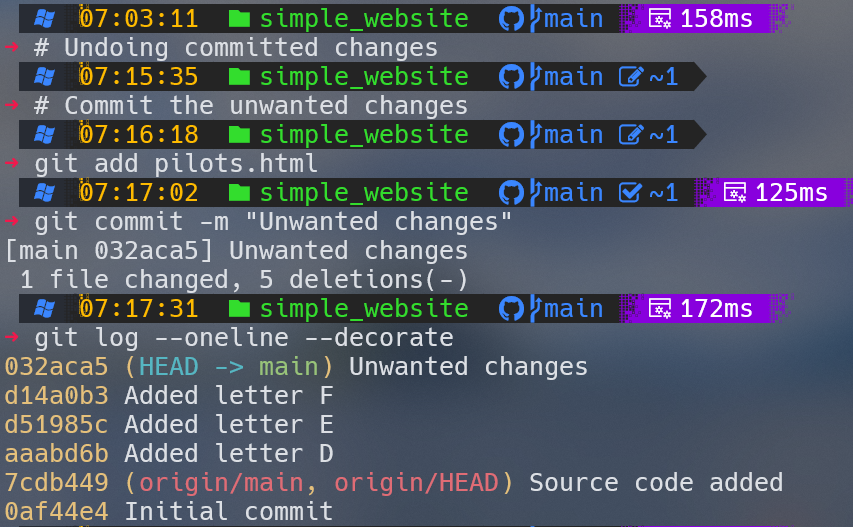 07:03:11 simple_website main 158ms
→ # Undoing committed changes
07:15:35 simple_website main ~1
→ # Commit the unwanted changes
07:16:18 simple_website main ~1
→ git add pilots.html
07:17:02 simple_website main ~1 125ms
→ git commit -m "Unwanted changes"
[main 032aca5] Unwanted changes
1 file changed, 5 deletions(-)
07:17:31 simple_website main 172ms
→ git log --oneline --decorate
032aca5 (HEAD -> main) Unwanted changes
d14a0b3 Added letter F
d51985c Added letter E
aaabd6b Added letter D
7cdb449 (origin/main, origin/HEAD) Source code added
0af44e4 Initial commit